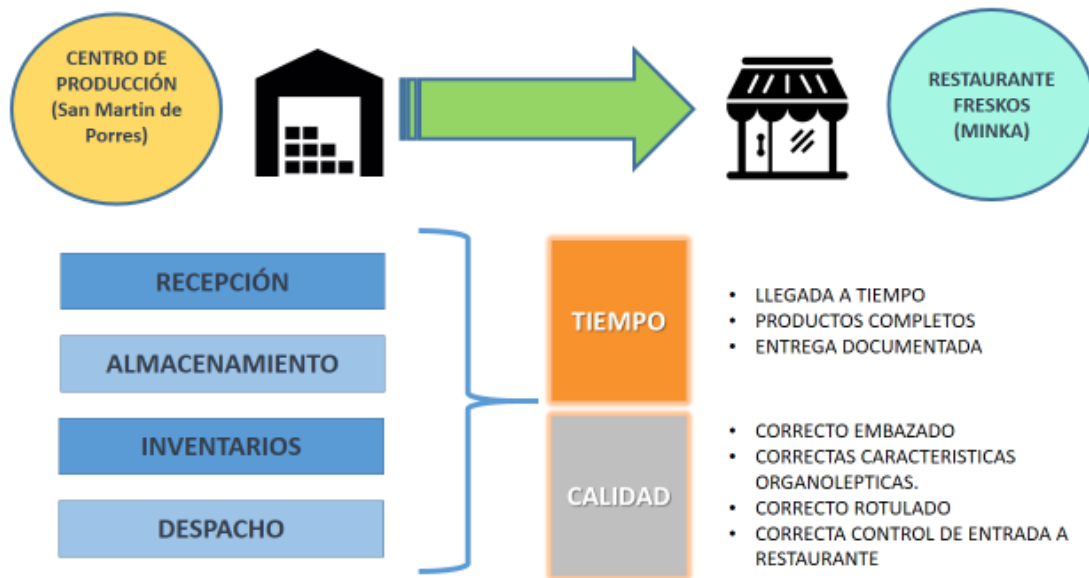 CENTRO DE
PRODUCCIÓN
(San Martin de
Porres)
RESTAURANTE
FRESKOS
(MINKA)
RECEPCIÓN
ALMACENAMIENTO
INVENTARIOS
DESPACHO
TIEMPO
• LLEGADA A TIEMPO
• PRODUCTOS COMPLETOS
• ENTREGA DOCUMENTADA
CALIDAD
• CORRECTO EMBAZADO
• CORRECTAS CARACTERISTICAS
ORGANOLEPTICAS.
• CORRECTO ROTULADO
• CORRECTA CONTROL DE ENTRADA A
RESTAURANTE